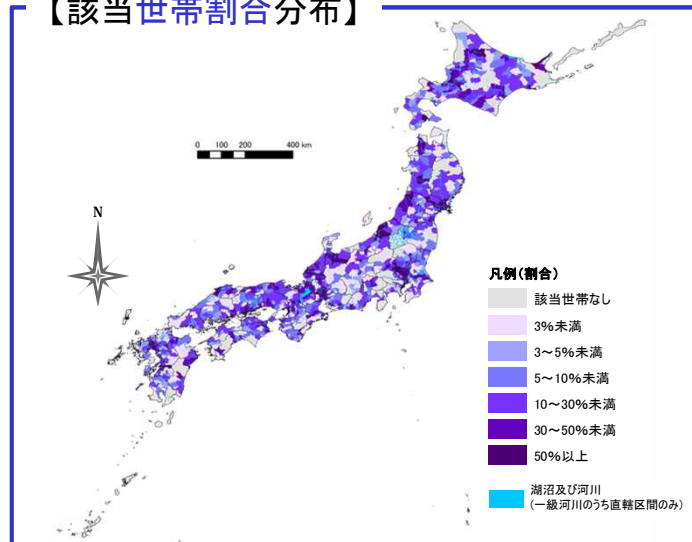 【該当世帯割合分布】
0 100 200 400 km
N
凡例(割合)
該当世帯なし
3%未満
3～5%未満
5～10%未満
10～30%未満
30～50%未満
50%以上
湖沼及び河川
(一級河川のうち直轄区間のみ)